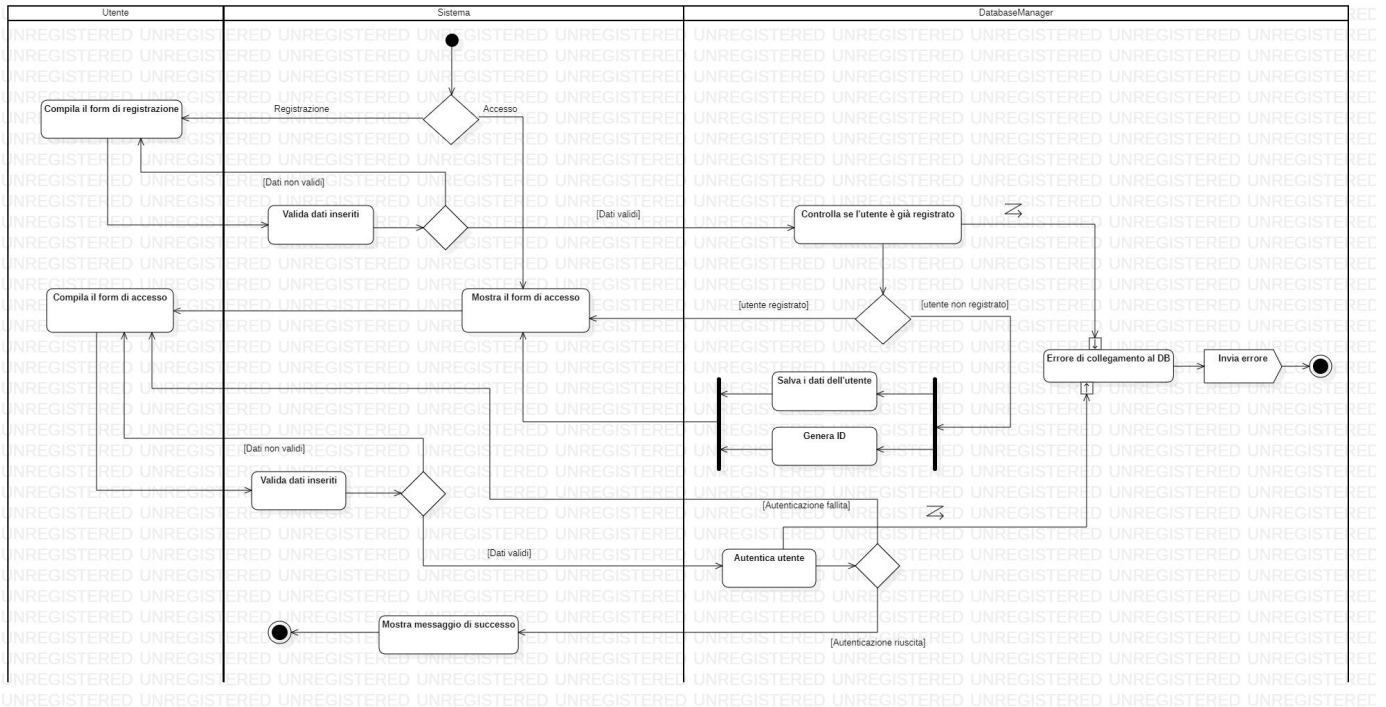 Utente
Sistema
DatabaseManager
Compila il form di registrazione
Registrazione
Accesso
[Dati non validi]
Valida dati inseriti
[Dati validi]
Controlla se l'utente è già registrato
Compila il form di accesso
Mostra il form di accesso
[utente registrato]
[utente non registrato]
Errore di collegamento al DB
Invia errore
Salva i dati dell'utente
Genera ID
[Dati non validi]
Valida dati inseriti
[Autenticazione fallita]
[Dati validi]
Autentica utente
Mostra messaggio di successo
[Autenticazione riuscita]
UNREGISTERED